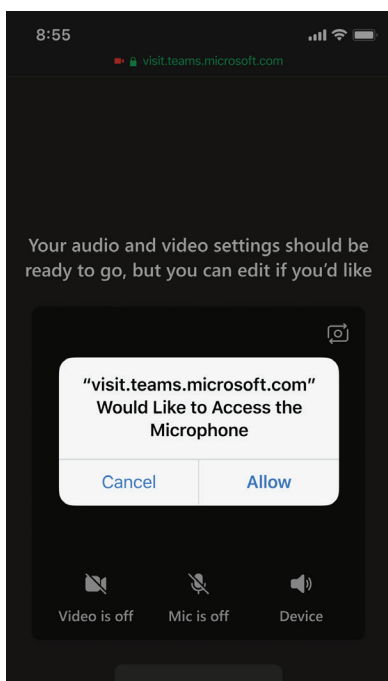 8:55
visit.teams.microsoft.com
Your audio and video settings should be
ready to go, but you can edit if you'd like
"visit.teams.microsoft.com"
Would Like to Access the
Microphone
Cancel Allow
Video is off Mic is off Device